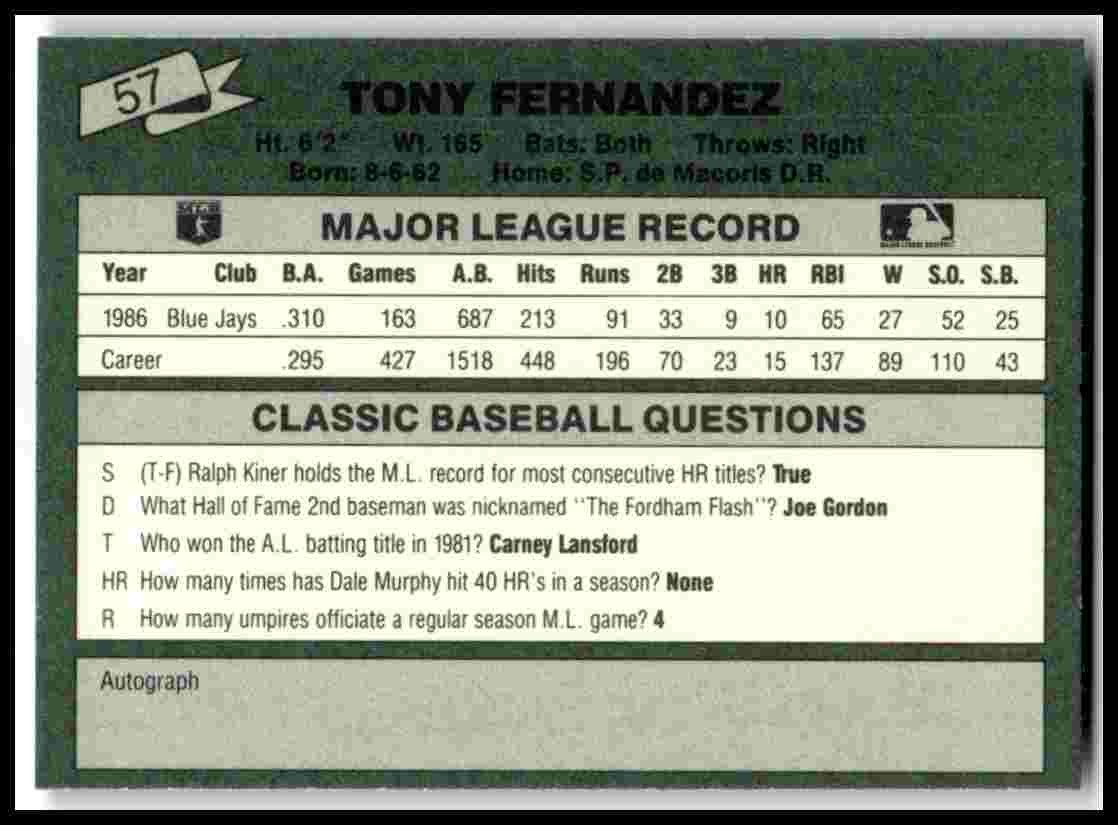 57
TONY FERNANDEZ
Ht. 6'2" Wt. 165 Bats: Both Throws: Right
Born: 8-6-62 Home: S.P. de Macoris D.R.
MAJOR LEAGUE RECORD
Year Club B.A. Games A.B. Hits Runs 2B 3B HR RBI W S.O. S.B.
1986 Blue Jays .310 163 687 213 91 33 9 10 65 27 52 25
Career .295 427 1518 448 196 70 23 15 137 89 110 43
CLASSIC BASEBALL QUESTIONS
S (T-F) Ralph Kiner holds the M.L. record for most consecutive HR titles? True
D What Hall of Fame 2nd baseman was nicknamed "The Fordham Flash"? Joe Gordon
T Who won the A.L. batting title in 1981? Carney Lansford
HR How many times has Dale Murphy hit 40 HR's in a season? None
R How many umpires officiate a regular season M.L. game? 4
Autograph